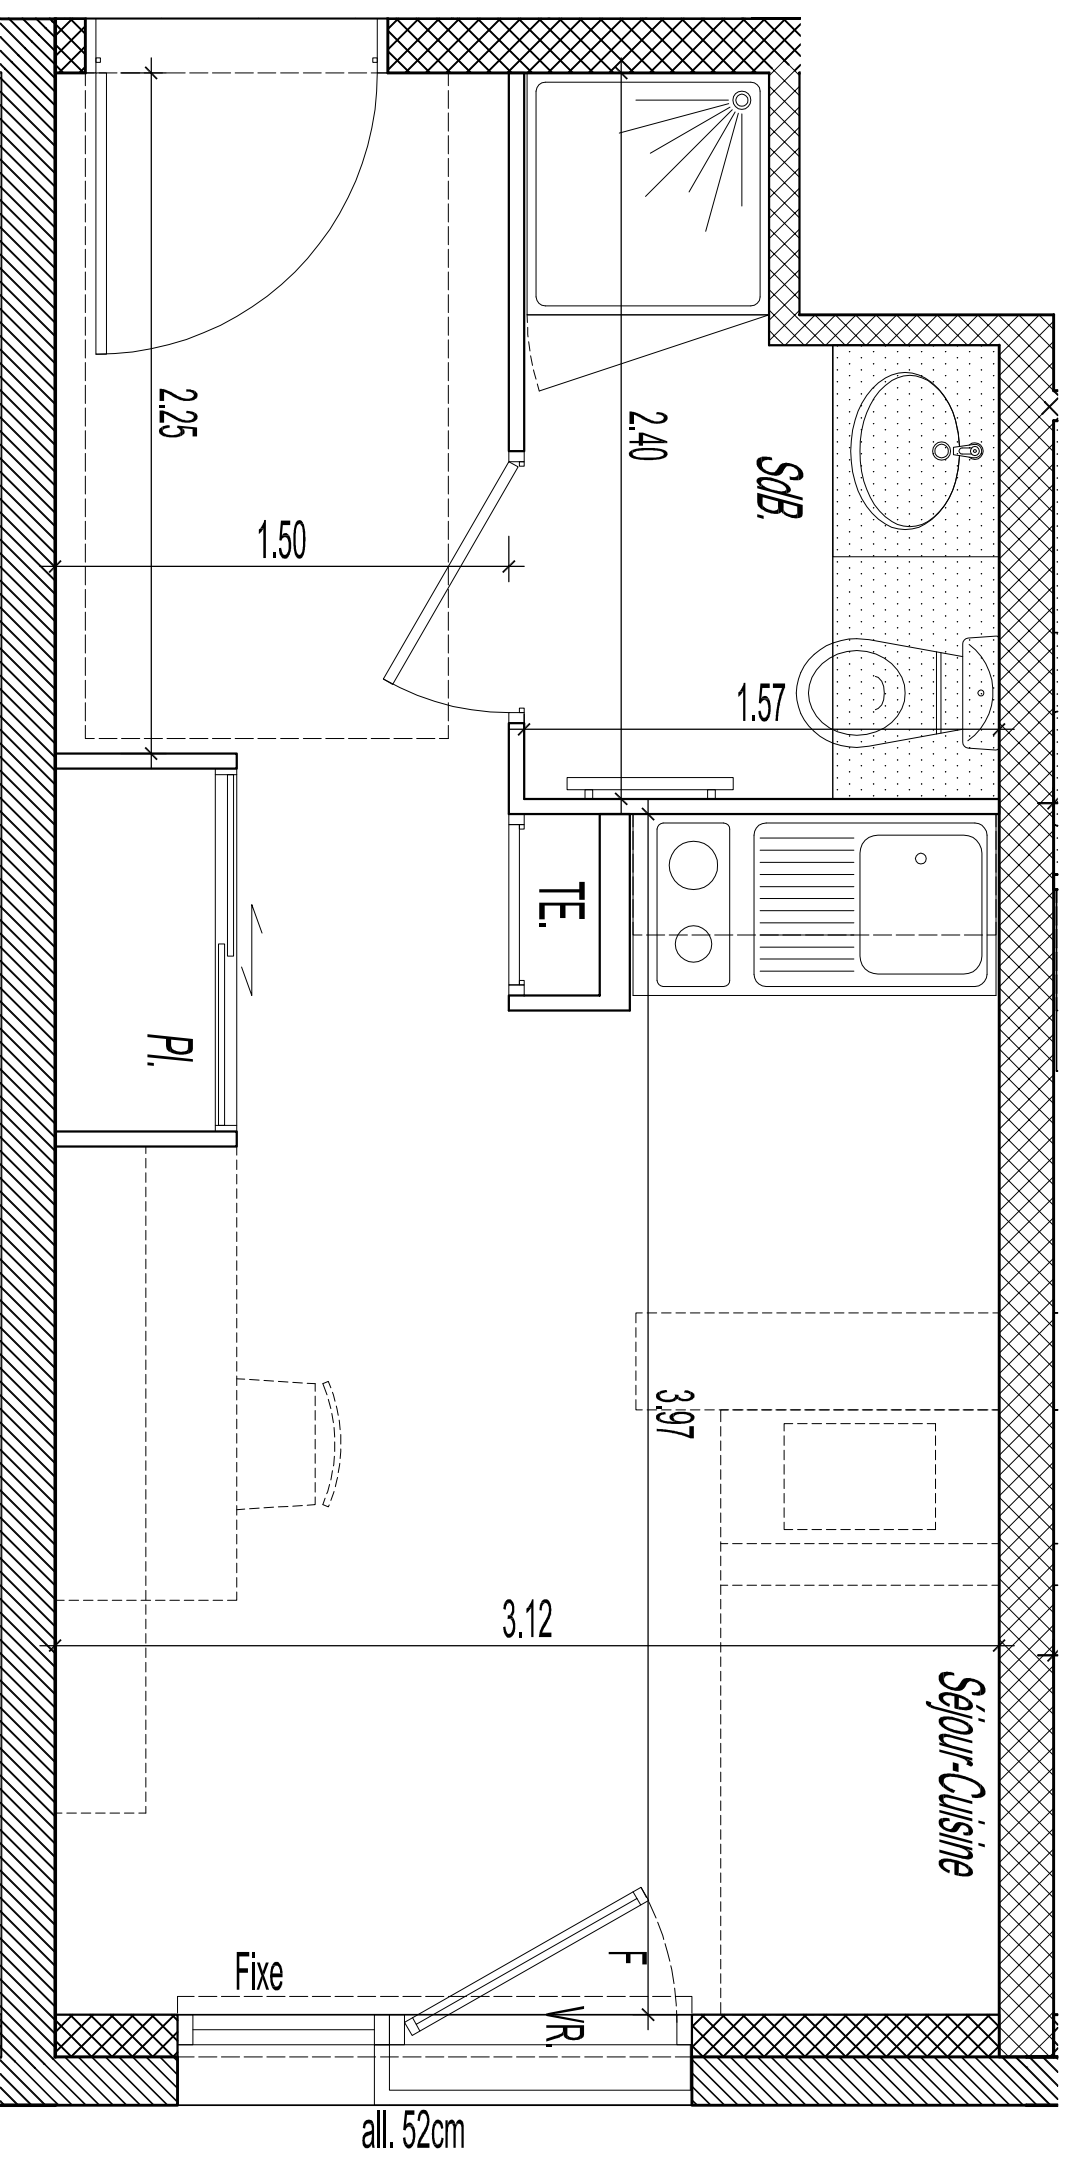 2.25
2.40
SdB.
1.50
1.57
TE.
Pl.
3.97
3.12
Séjour-Cuisine
F
Fixe
VR.
all. 52cm